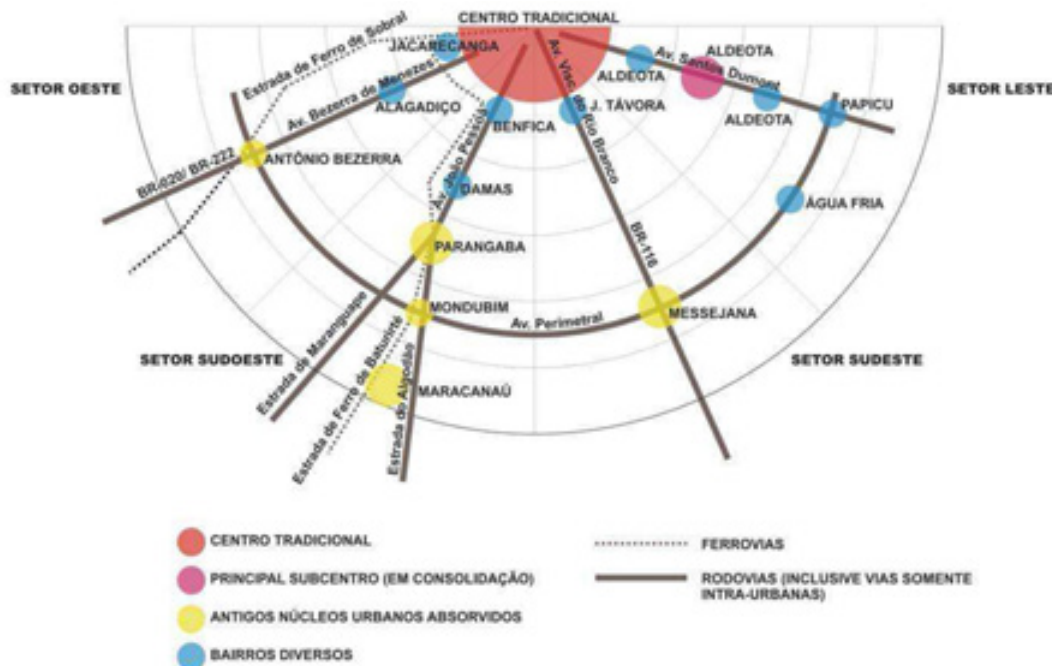 CENTRO TRADICIONAL
Estrada de Ferro de Sobral
JACARECANGA
Av. Bezerra de Menezes
ALAGADIÇO
SETOR OESTE
BR-020/ BR-222
ANTÔNIO BEZERRA
Av. João Pessoa
BENFICA
DAMAS
PARANGABA
MONDUBIM
Av. Visc. do Rio Branco
J. TÁVORA
ALDEOTA
ALDEOTA
Av. Santos Dumont
ALDEOTA
PAPICU
SETOR LESTE
ÁGUA FRIA
BR-116
MESSEJANA
Av. Perimetral
SETOR SUDOESTE
SETOR SUDESTE
Estrada de Maranguape
Estrada de Ferro de Baturité
Estrada do Algodão
MARACANAÚ
CENTRO TRADICIONAL
PRINCIPAL SUBCENTRO (EM CONSOLIDAÇÃO)
ANTIGOS NÚCLEOS URBANOS ABSORVIDOS
BAIRROS DIVERSOS
FERROVIAS
RODOVIAS (INCLUSIVE VIAS SOMENTE
INTRA-URBANAS)